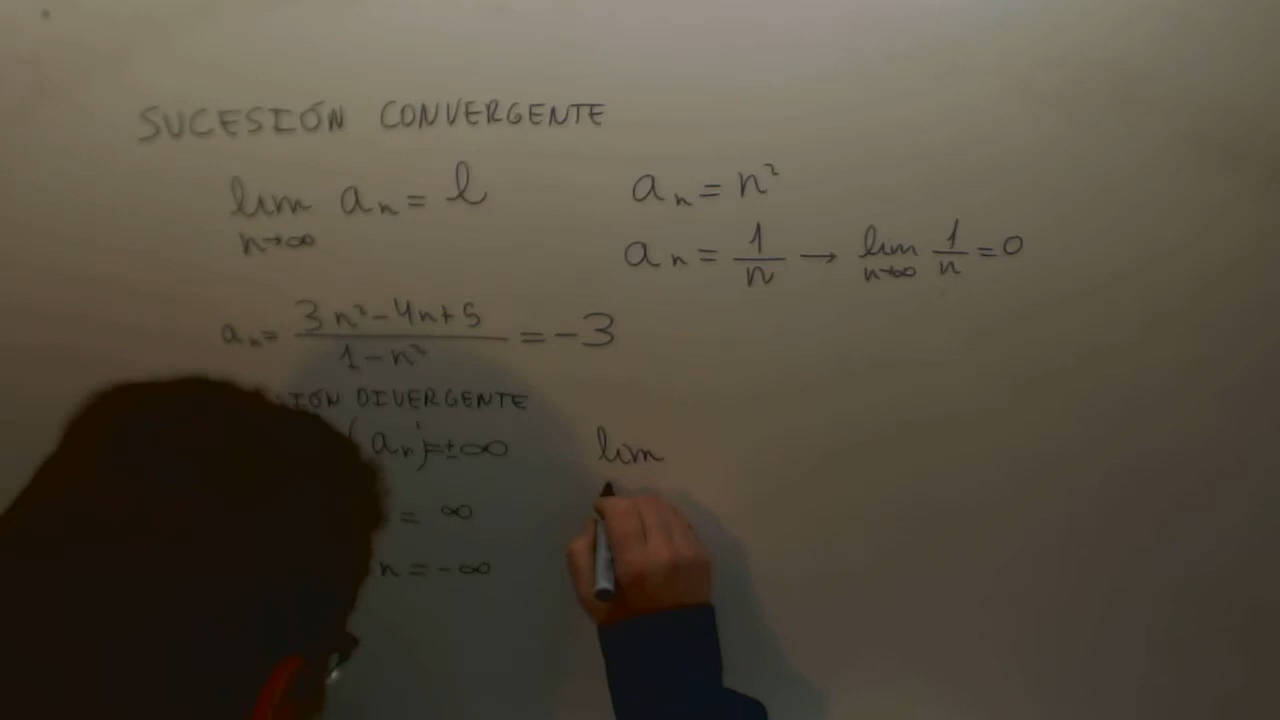 SUCESIÓN CONVERGENTE
lim aₙ = l
n→∞
aₙ = n²
aₙ = 1/n → lim 1/n = 0
n→∞
aₙ = 3n²-4n+5 / 1-n² = -3
DIVERGENTE
(aₙ) = ±∞
lim
= ∞
n = -∞